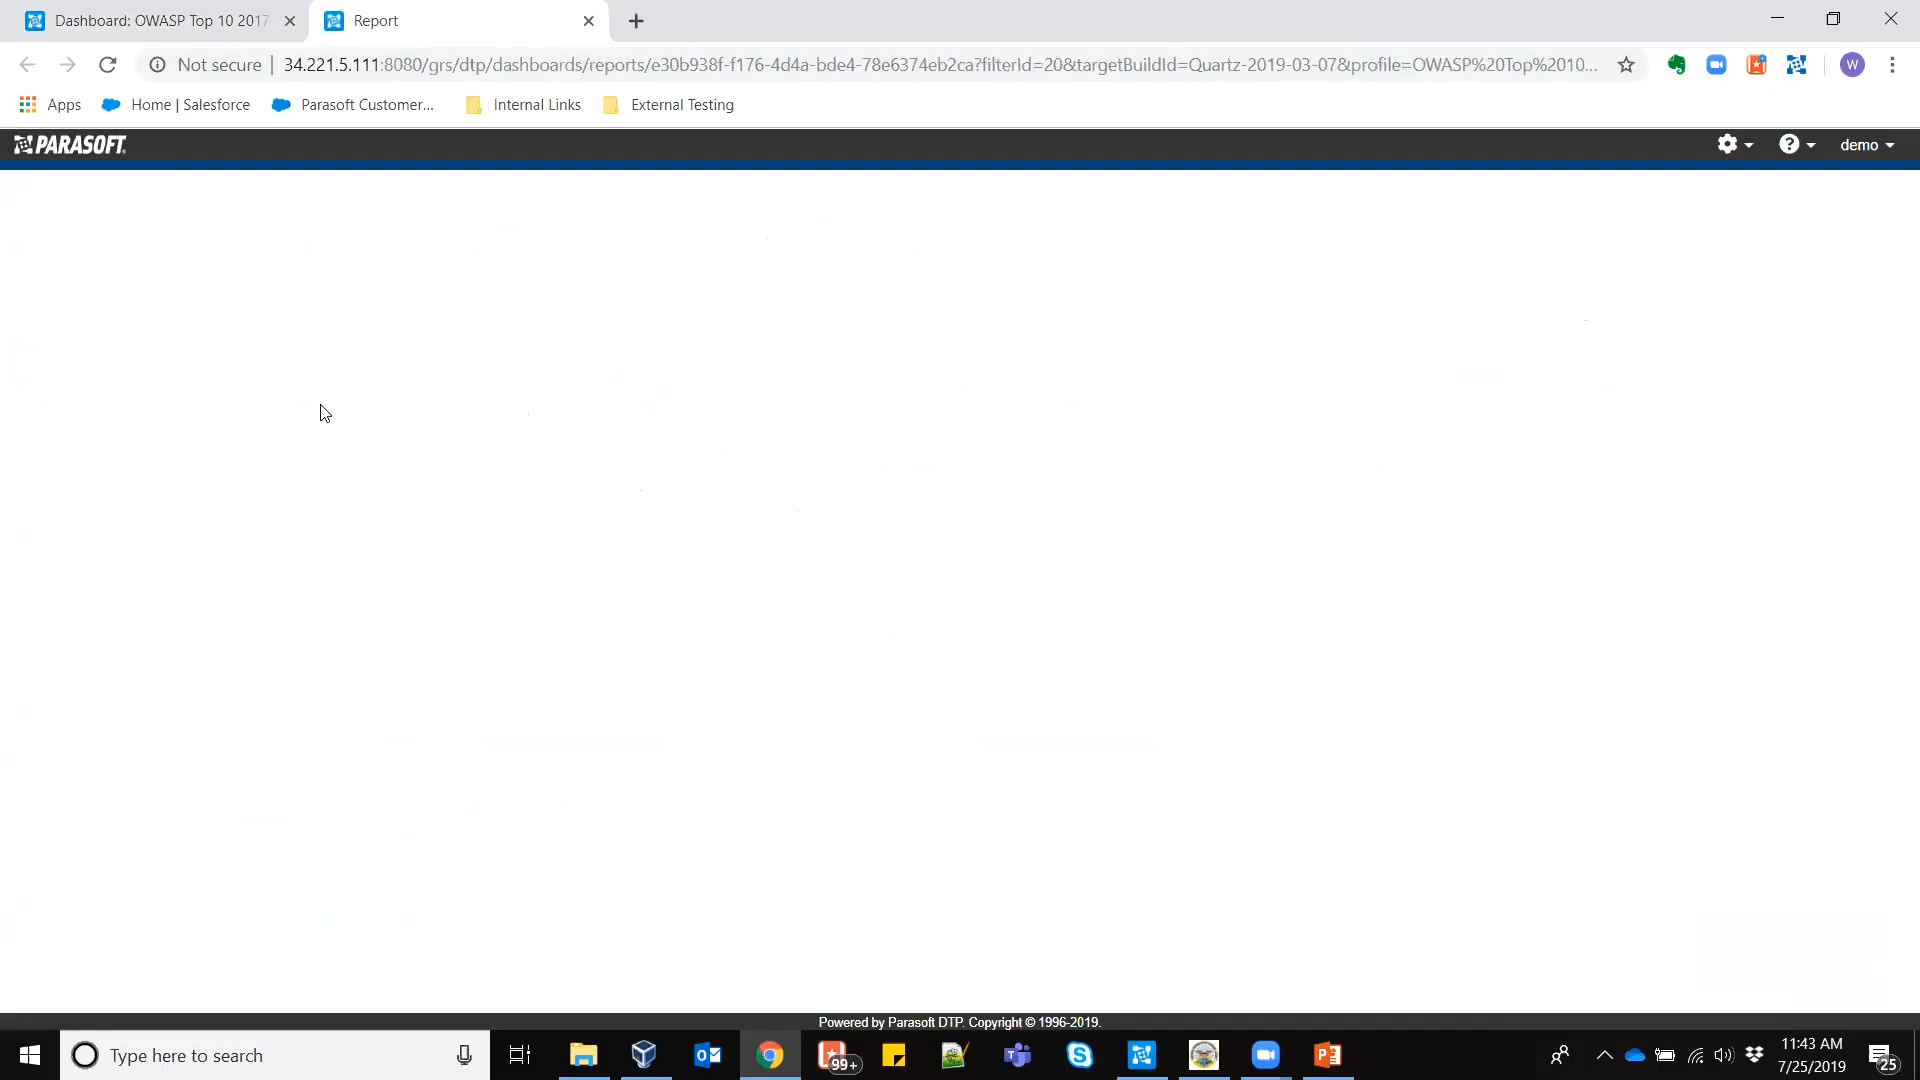 Dashboard: OWASP Top 10 2017
Report
Not secure
34.221.5.111:8080/grs/dtp/dashboards/reports/e30b938f-f176-4d4a-bde4-78e6374eb2ca?filterId=20&targetBuildId=Quartz-2019-03-07&profile=OWASP%20Top%2010...
W
Apps
Home | Salesforce
Parasoft Customer...
Internal Links
External Testing
PARASOFT
?
demo
Powered by Parasoft DTP. Copyright © 1996-2019.
Type here to search
99+
11:43 AM
7/25/2019
25